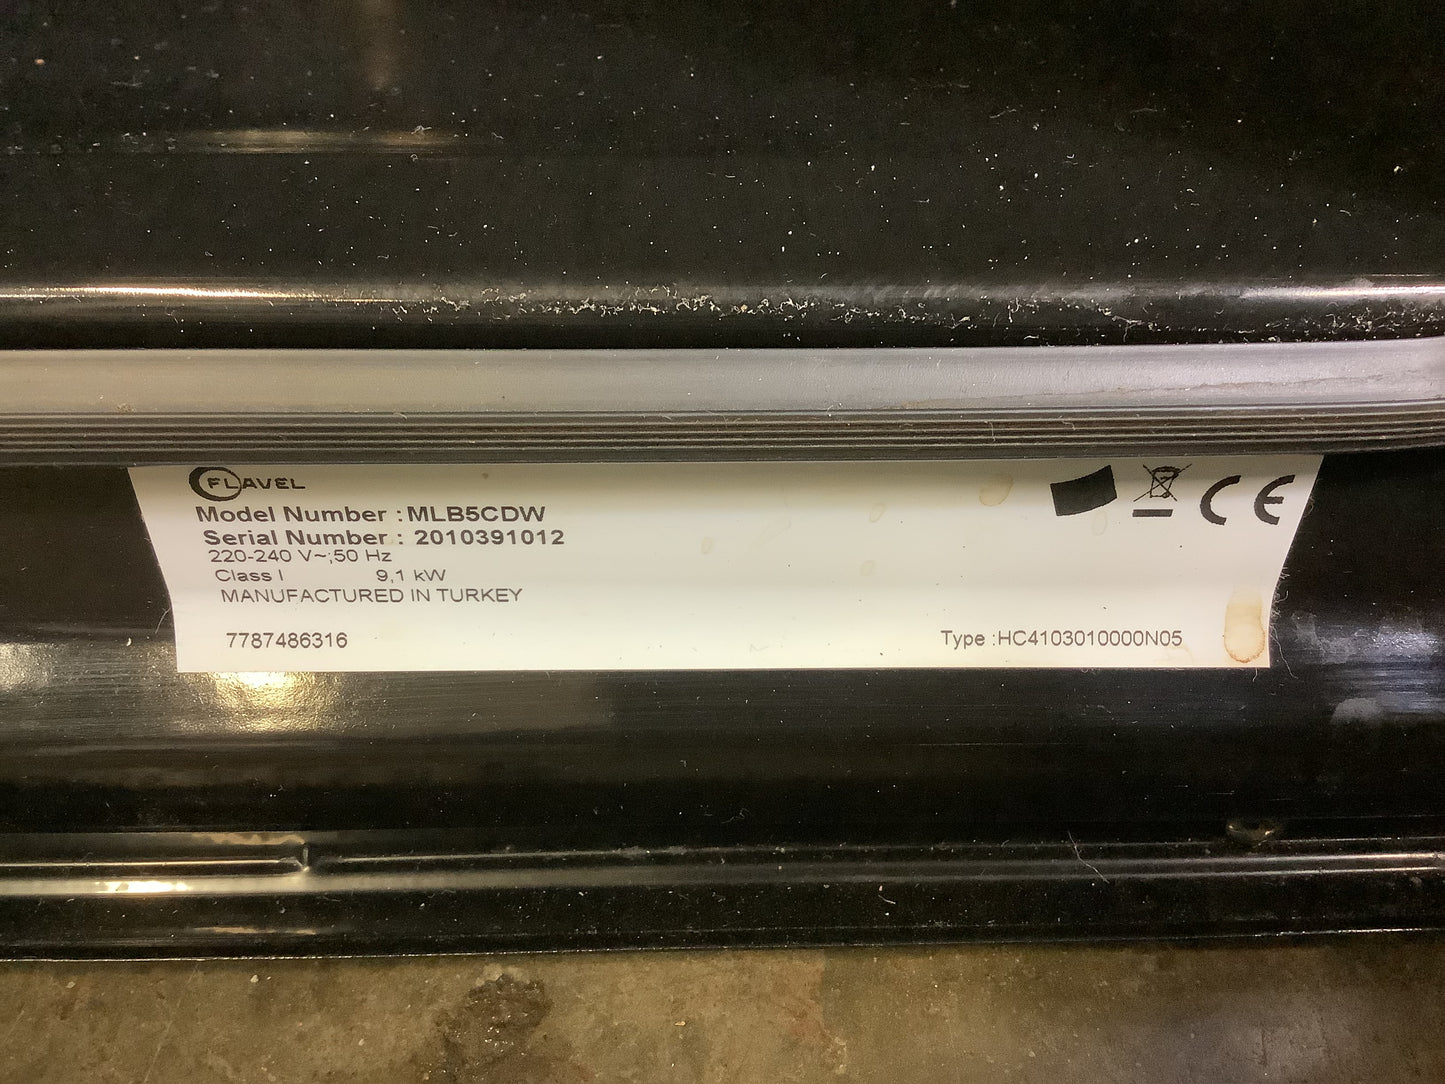 FLAVEL
Model Number : MLB5CDW
Serial Number : 2010391012
220-240 V~;50 Hz
Class I 9,1 kW
MANUFACTURED IN TURKEY
7787486316 Type :HC4103010000N05
CE